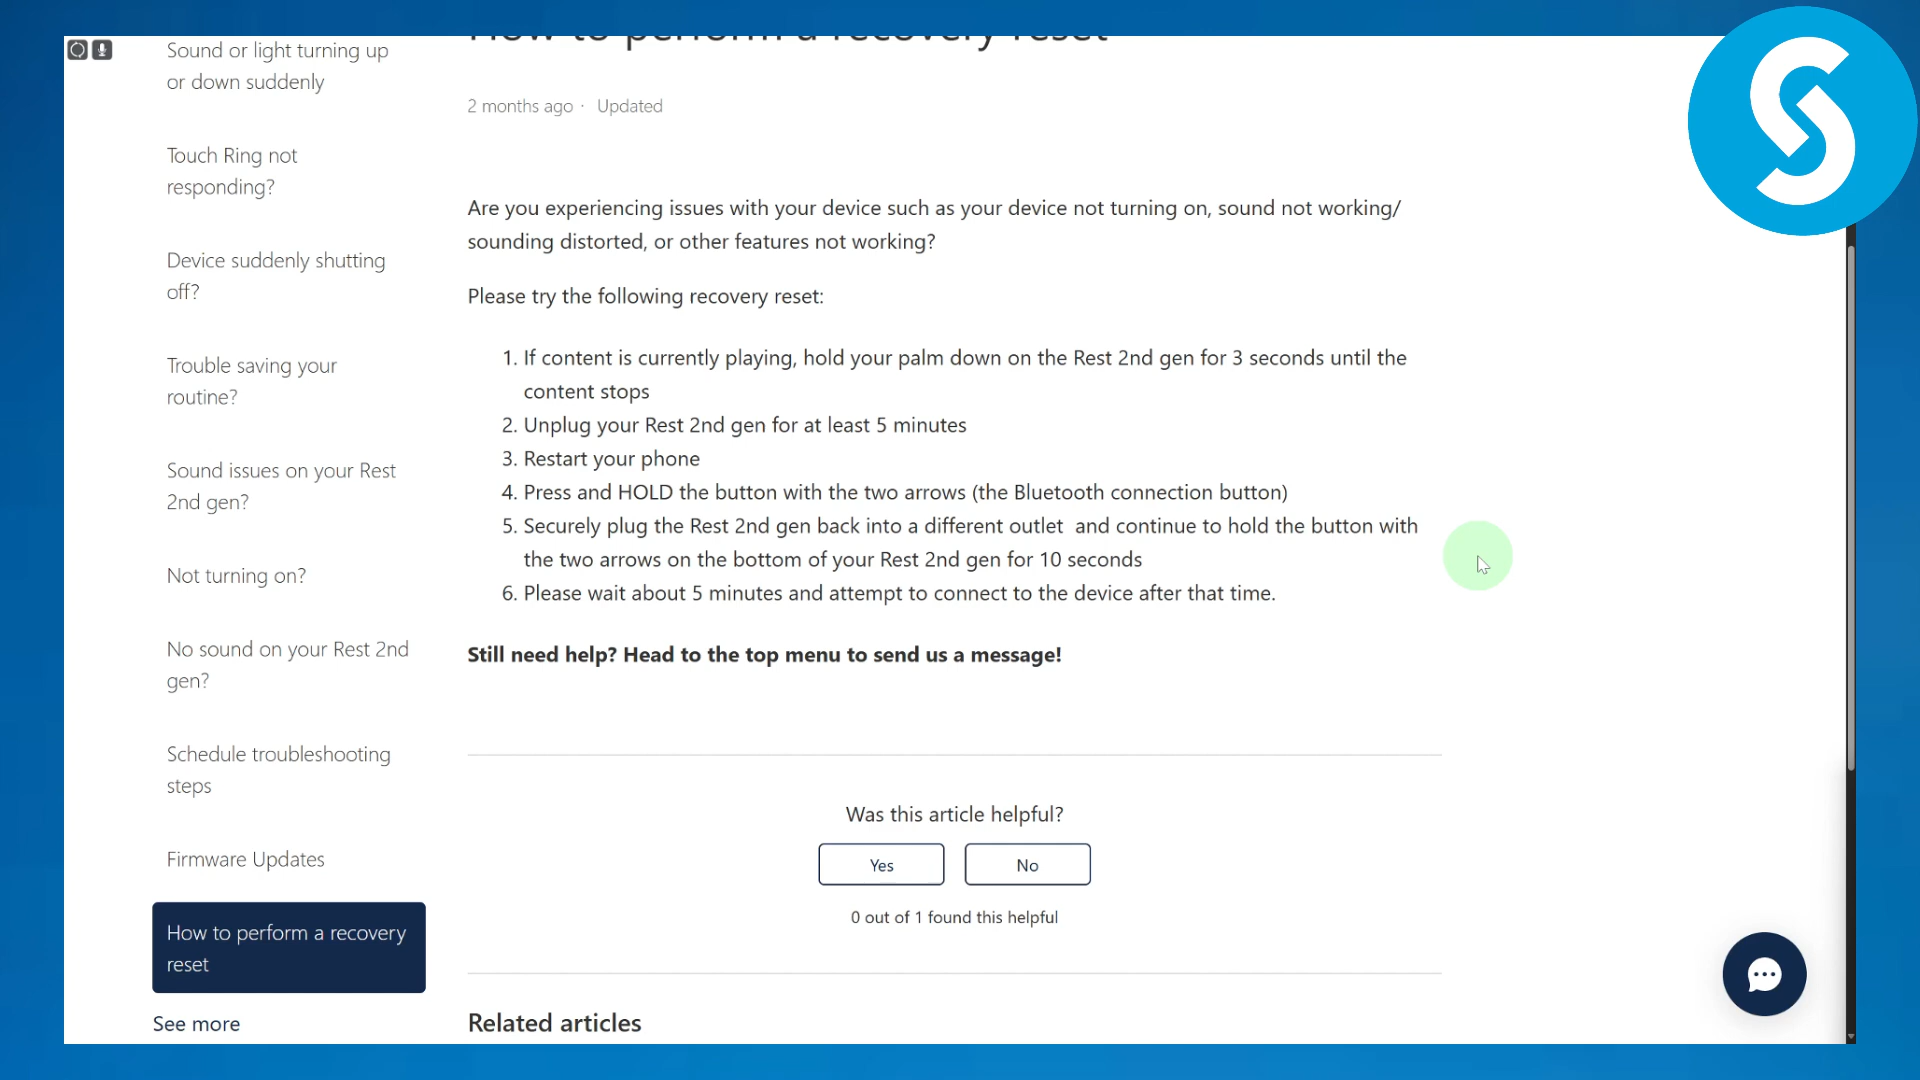 Sound or light turning up
or down suddenly
Touch Ring not
responding?
Device suddenly shutting
off?
Trouble saving your
routine?
Sound issues on your Rest
2nd gen?
Not turning on?
No sound on your Rest 2nd
gen?
Schedule troubleshooting
steps
Firmware Updates
How to perform a recovery
reset
See more
How to perform a recovery reset
2 months ago · Updated
Are you experiencing issues with your device such as your device not turning on, sound not working/
sounding distorted, or other features not working?
Please try the following recovery reset:
1. If content is currently playing, hold your palm down on the Rest 2nd gen for 3 seconds until the
content stops
2. Unplug your Rest 2nd gen for at least 5 minutes
3. Restart your phone
4. Press and HOLD the button with the two arrows (the Bluetooth connection button)
5. Securely plug the Rest 2nd gen back into a different outlet and continue to hold the button with
the two arrows on the bottom of your Rest 2nd gen for 10 seconds
6. Please wait about 5 minutes and attempt to connect to the device after that time.
Still need help? Head to the top menu to send us a message!
Was this article helpful?
Yes No
0 out of 1 found this helpful
Related articles